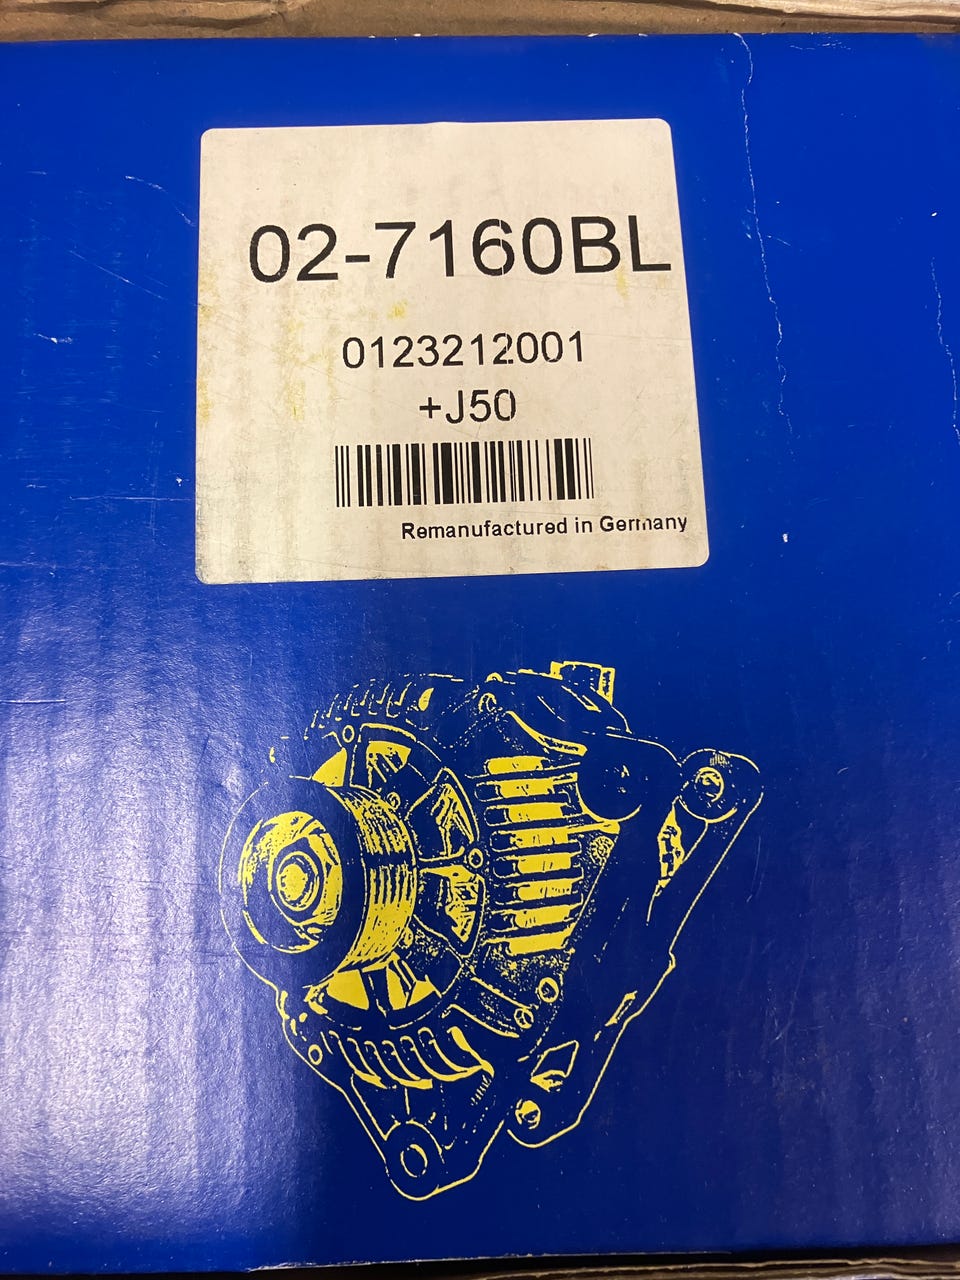 02-7160BL
0123212001
+J50
Remanufactured in Germany